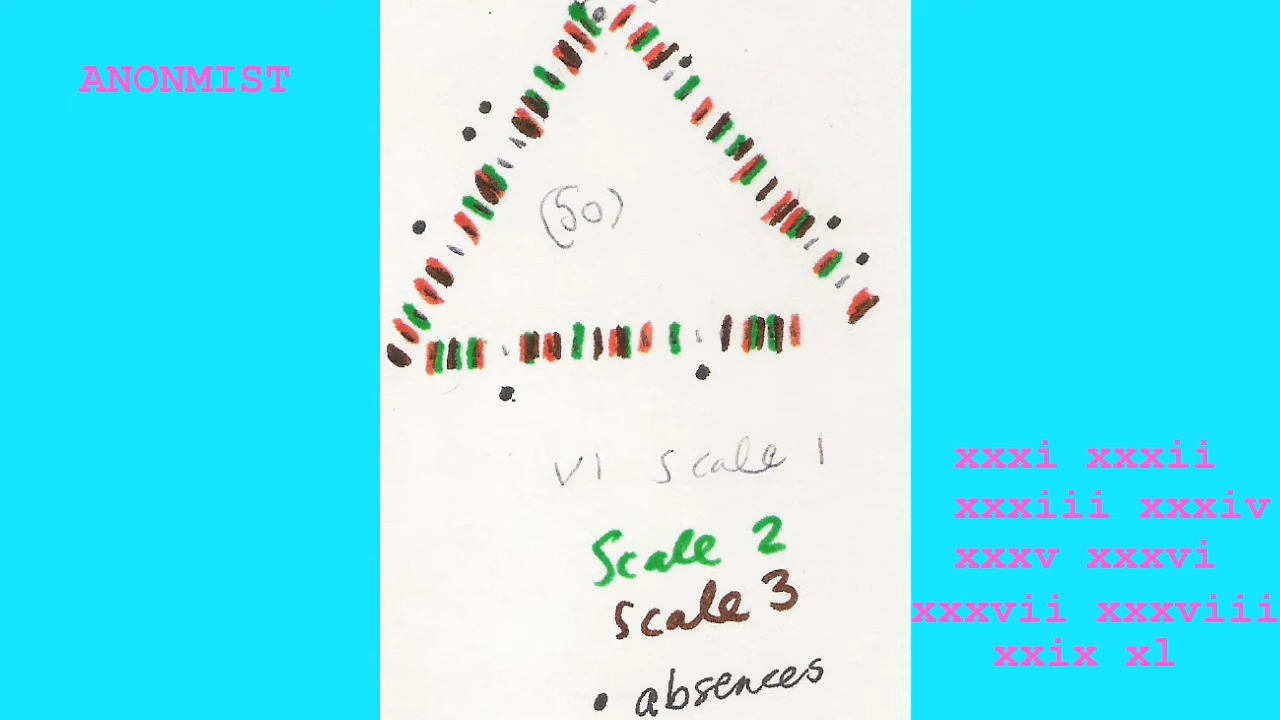 ANONMIST
(50)
VI Scale 1
Scale 2
Scale 3
• absences
xxxi xxxii
xxxiii xxxiv
xxxv xxxvi
xxxvii xxxviii
xxix xl